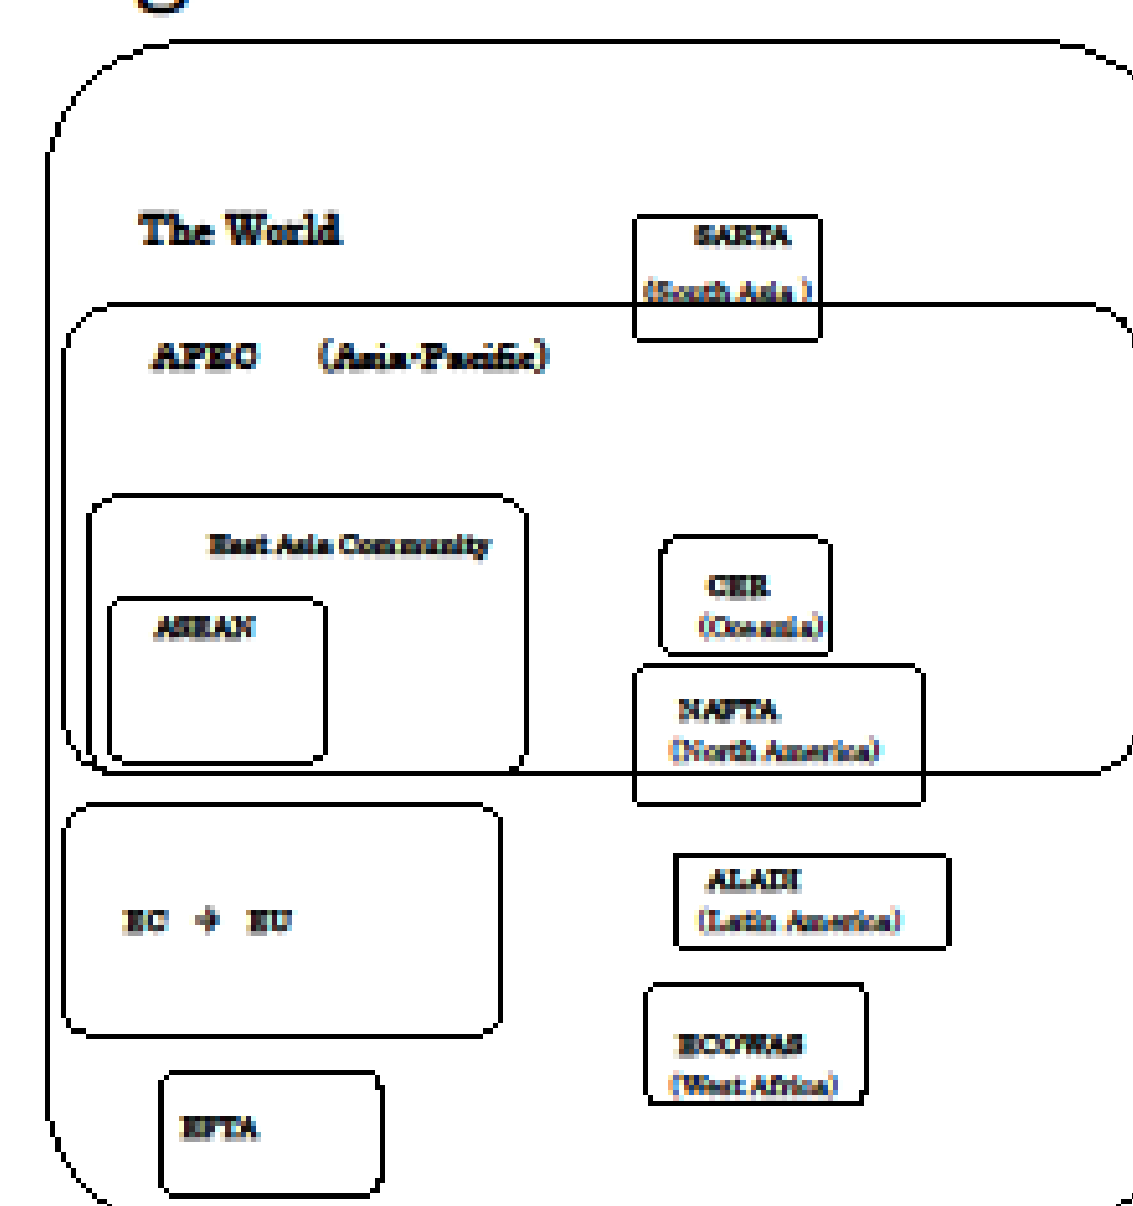 The World
SARTA
(South Asia )
APEC (Asia-Pacific)
East Asia Community
ASEAN
CER
(Oceania)
NAFTA
(North America)
EC → EU
ALADI
(Latin America)
ECOWAS
(West Africa)
EFTA